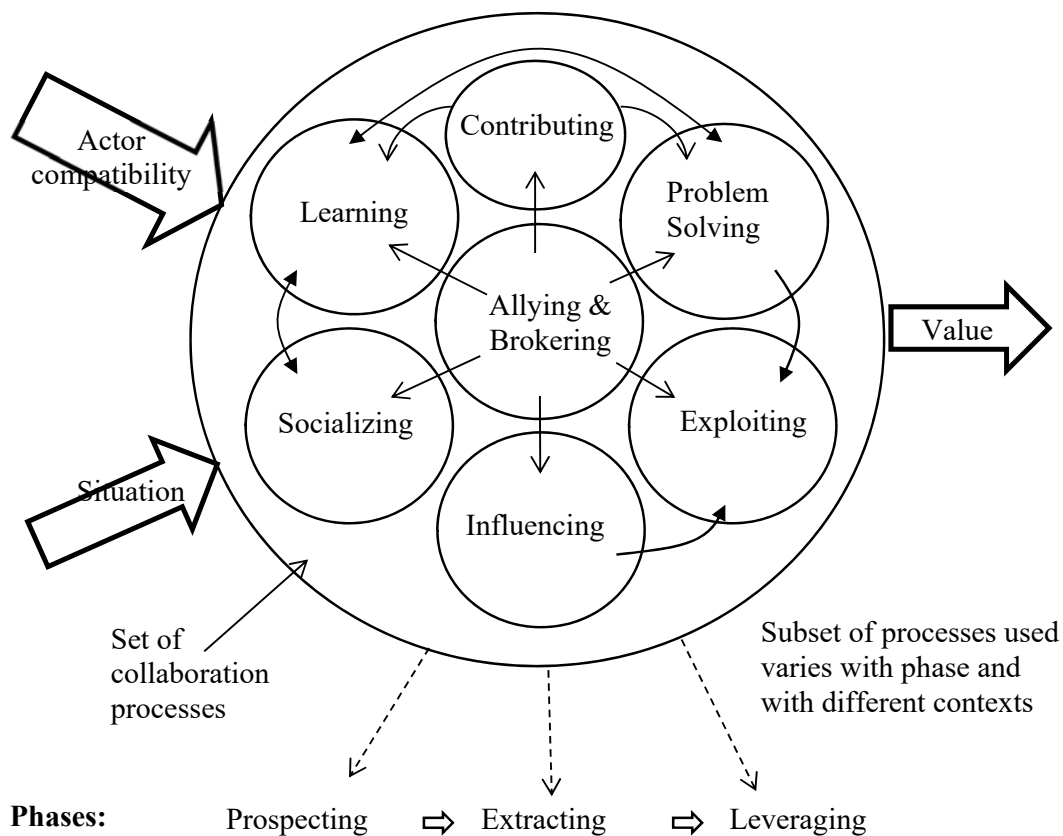 Contributing
Actor
compatibility
Learning
Problem
Solving
Allying &
Brokering
Value
Socializing
Exploiting
Situation
Influencing
Set of
collaboration
processes
Subset of processes used
varies with phase and
with different contexts
Phases: Prospecting Extracting Leveraging